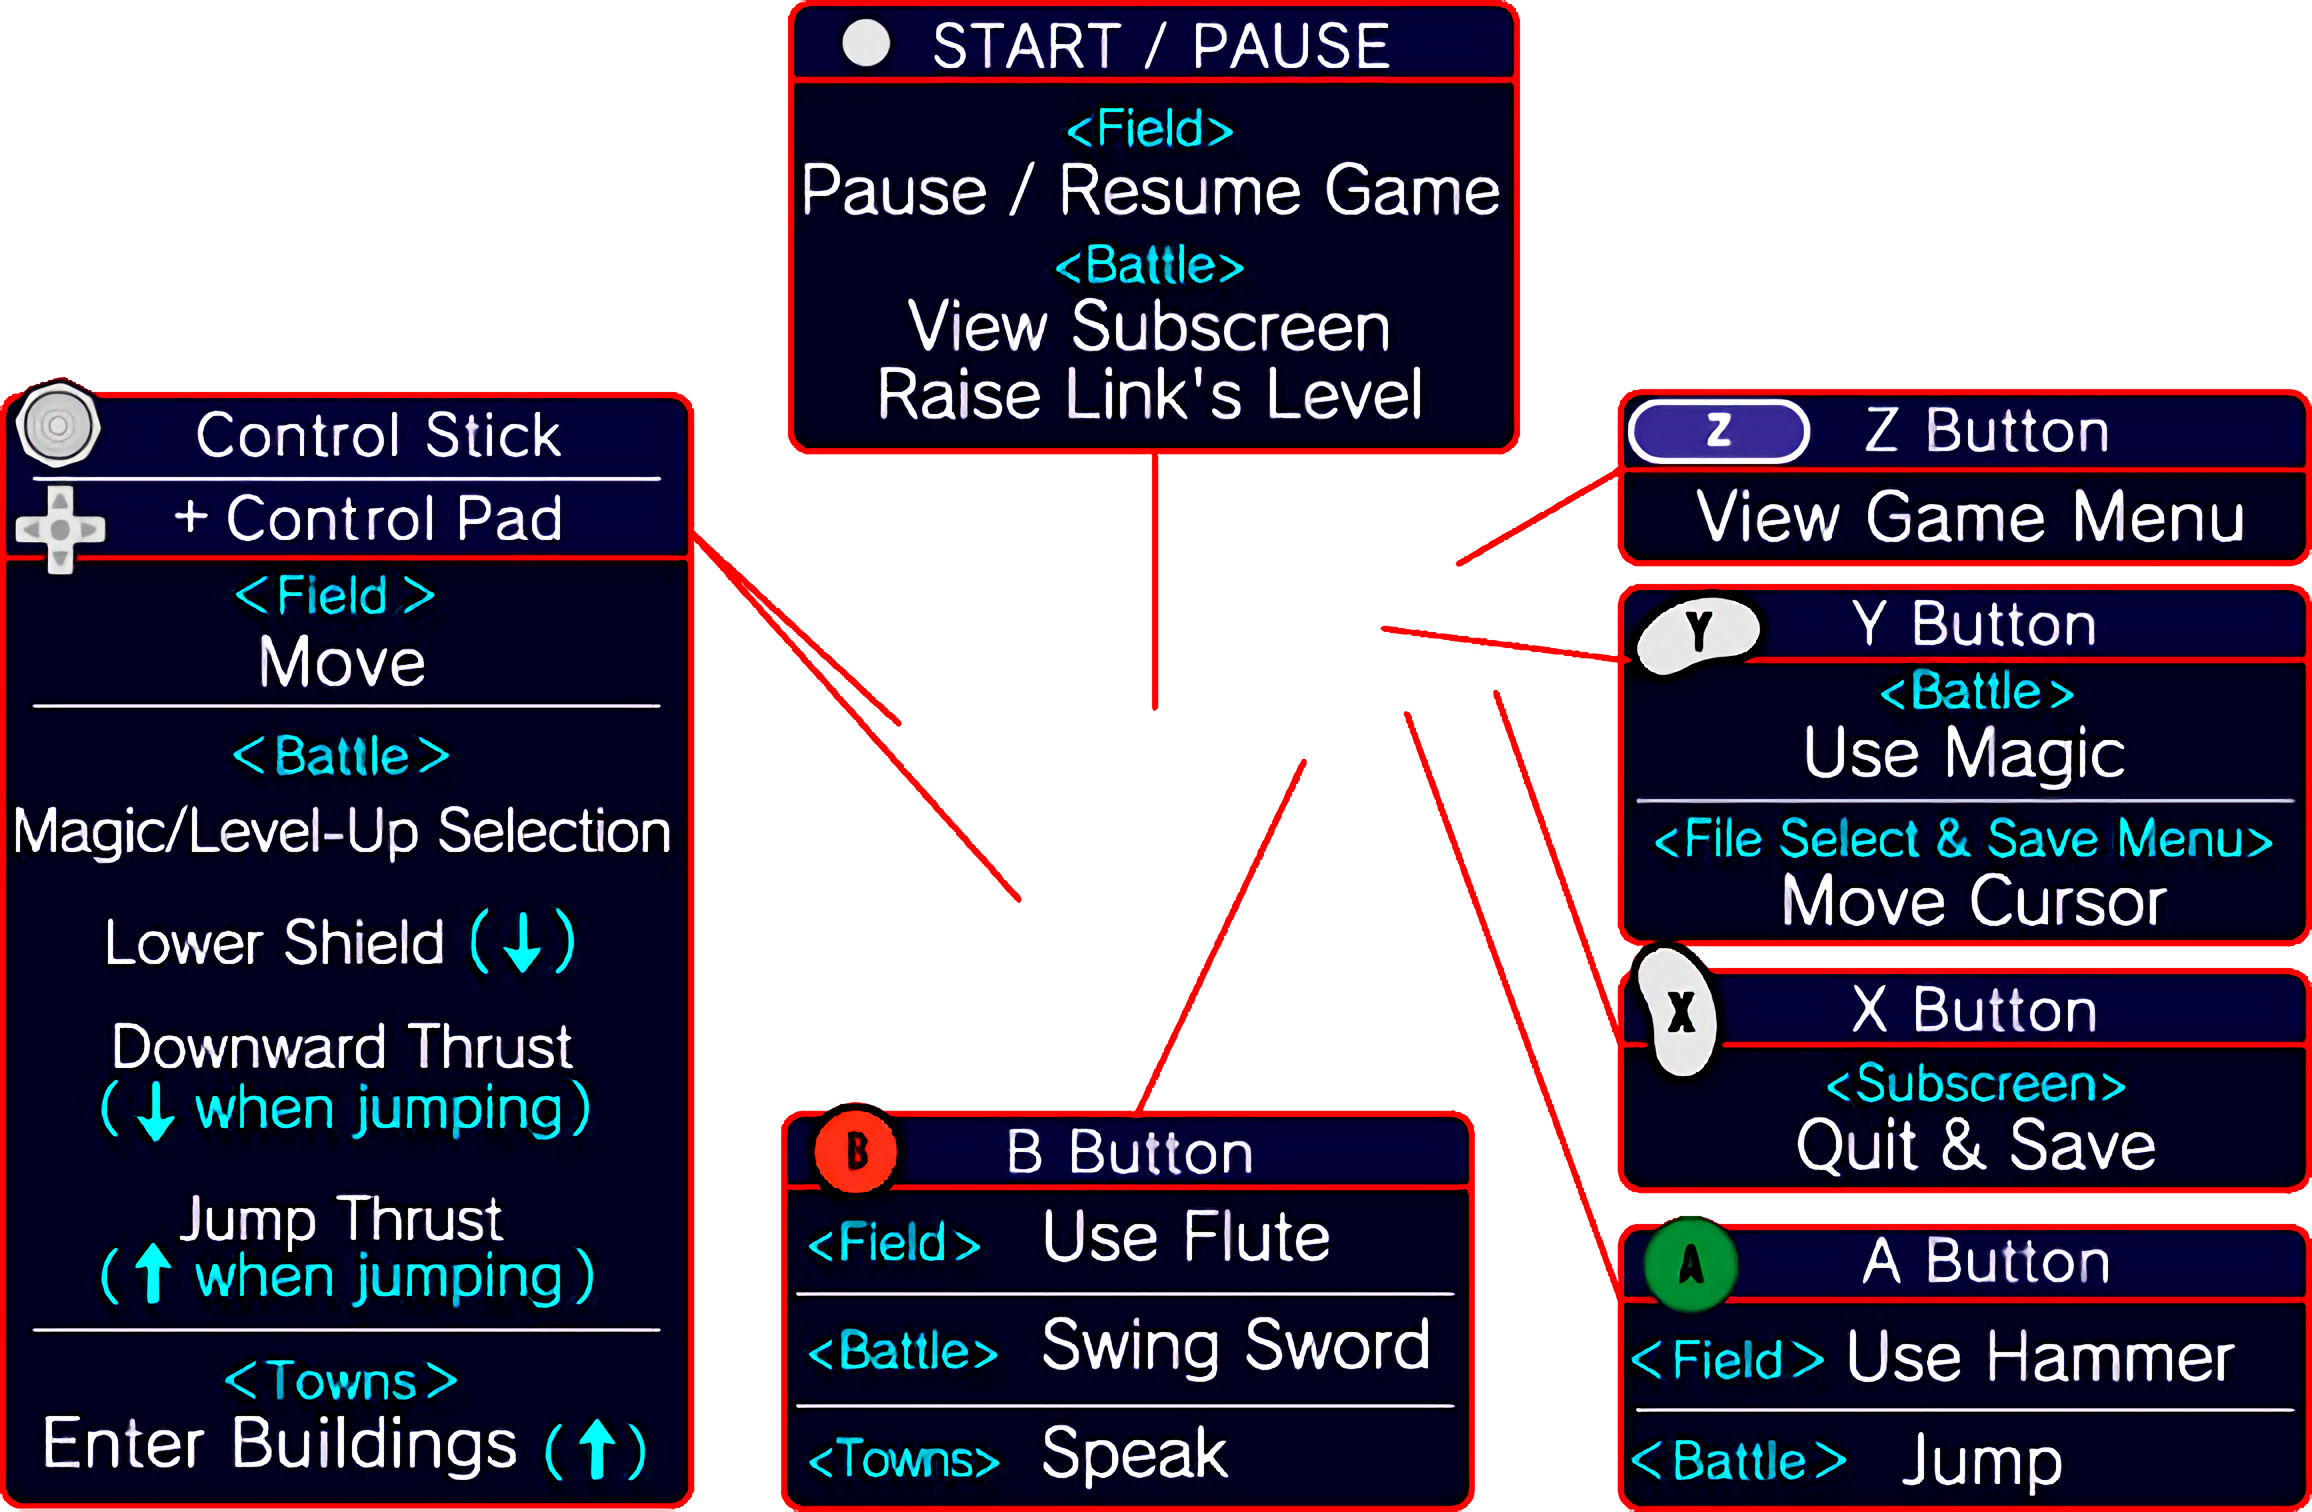 START / PAUSE
<Field>
Pause / Resume Game
<Battle>
View Subscreen
Raise Link's Level
Control Stick
+ Control Pad
<Field>
Move
<Battle>
Magic/Level-Up Selection
Lower Shield (↓)
Downward Thrust
(↓ when jumping)
Jump Thrust
(↑ when jumping)
<Towns>
Enter Buildings (↑)
B B Button
<Field> Use Flute
<Battle> Swing Sword
<Towns> Speak
Z Z Button
View Game Menu
Y Y Button
<Battle>
Use Magic
<File Select & Save Menu>
Move Cursor
X X Button
<Subscreen>
Quit & Save
A A Button
<Field> Use Hammer
<Battle> Jump